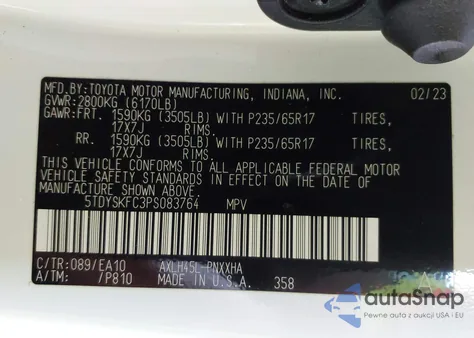 MFD.BY: TOYOTA MOTOR MANUFACTURING, INDIANA, INC. 02/23
GVWR: 2800KG (6170LB)
GAWR: FRT. 1590KG (3505LB) WITH P235/65R17 TIRES,
17X7J RIMS.
RR. 1590KG (3505LB) WITH P235/65R17 TIRES,
17X7J RIMS.
THIS VEHICLE CONFORMS TO ALL APPLICABLE FEDERAL MOTOR
VEHICLE SAFETY STANDARDS IN EFFECT ON THE DATE OF
MANUFACTURE SHOWN ABOVE.
5TDYSKFC3PS083764 MPV
C/TR: 089/EA10 AXLH45L-PNXXHA
A/TM: /P810 MADE IN U.S.A. 358
autoSnap
Pewne auta z aukcji USA i EU